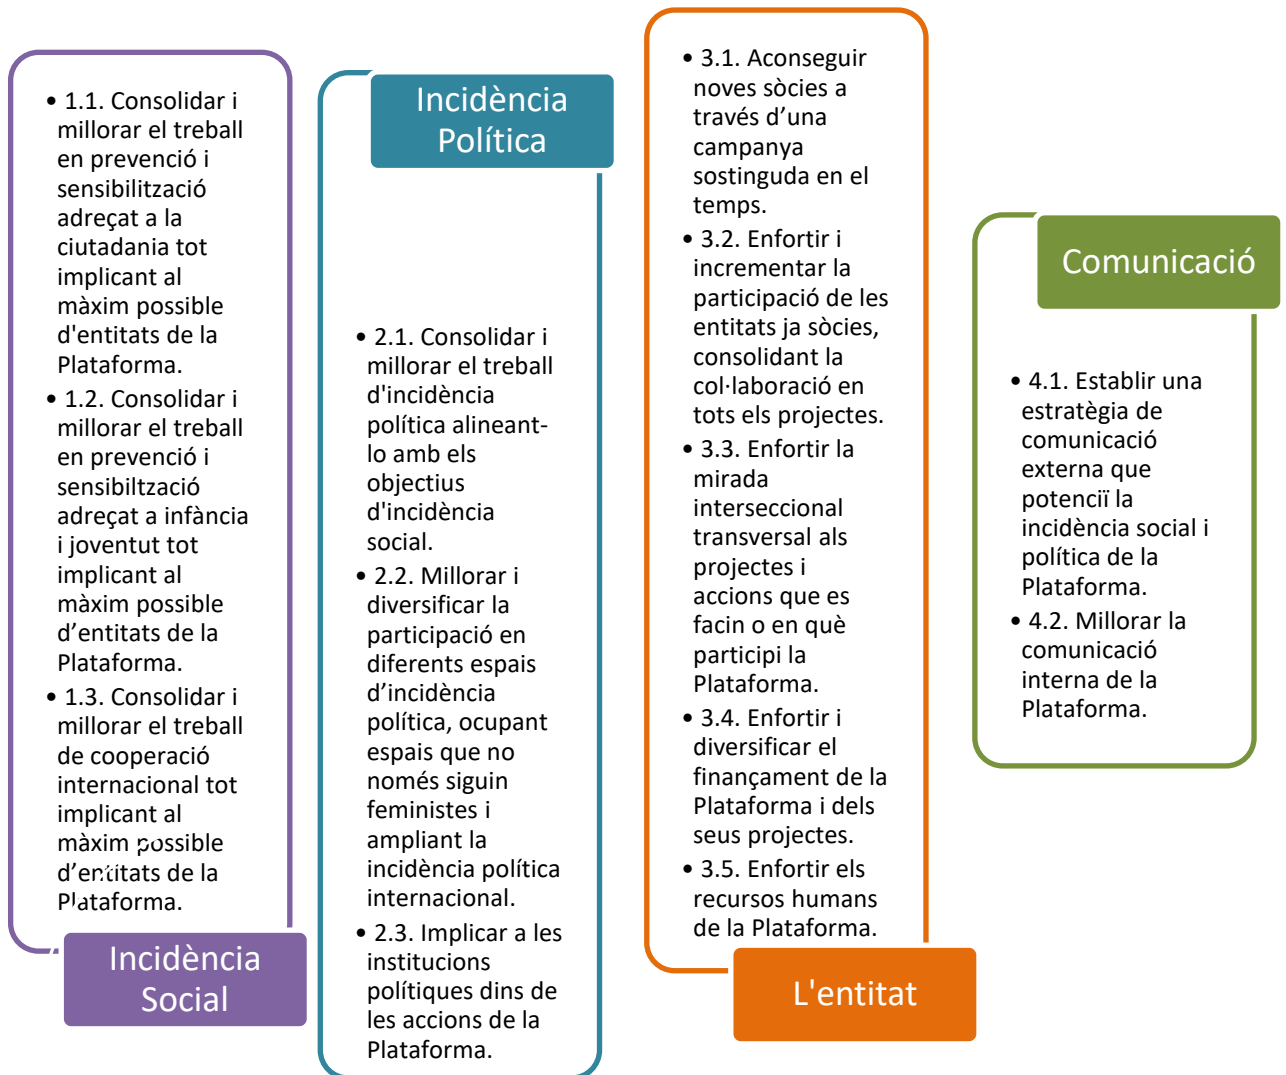 • 1.1. Consolidar i
millorar el treball
en prevenció i
sensibilització
adreçat a la
ciutadania tot
implicant al
màxim possible
d'entitats de la
Plataforma.
• 1.2. Consolidar i
millorar el treball
en prevenció i
sensibiltzació
adreçat a infància
i joventut tot
implicant al
màxim possible
d’entitats de la
Plataforma.
• 1.3. Consolidar i
millorar el treball
de cooperació
internacional tot
implicant al
màxim possible
d’entitats de la
Plataforma.
Incidència
Social
Incidència
Política
• 2.1. Consolidar i
millorar el treball
d'incidència
política alineant-
lo amb els
objectius
d'incidència
social.
• 2.2. Millorar i
diversificar la
participació en
diferents espais
d’incidència
política, ocupant
espais que no
només siguin
feministes i
ampliant la
incidència política
internacional.
• 2.3. Implicar a les
institucions
polítiques dins de
les accions de la
Plataforma.
• 3.1. Aconseguir
noves sòcies a
través d’una
campanya
sostinguda en el
temps.
• 3.2. Enfortir i
incrementar la
participació de les
entitats ja sòcies,
consolidant la
col·laboració en
tots els projectes.
• 3.3. Enfortir la
mirada
interseccional
transversal als
projectes i
accions que es
facin o en què
participi la
Plataforma.
• 3.4. Enfortir i
diversificar el
finançament de la
Plataforma i dels
seus projectes.
• 3.5. Enfortir els
recursos humans
de la Plataforma.
L'entitat
Comunicació
• 4.1. Establir una
estratègia de
comunicació
externa que
potenciï la
incidència social i
política de la
Plataforma.
• 4.2. Millorar la
comunicació
interna de la
Plataforma.